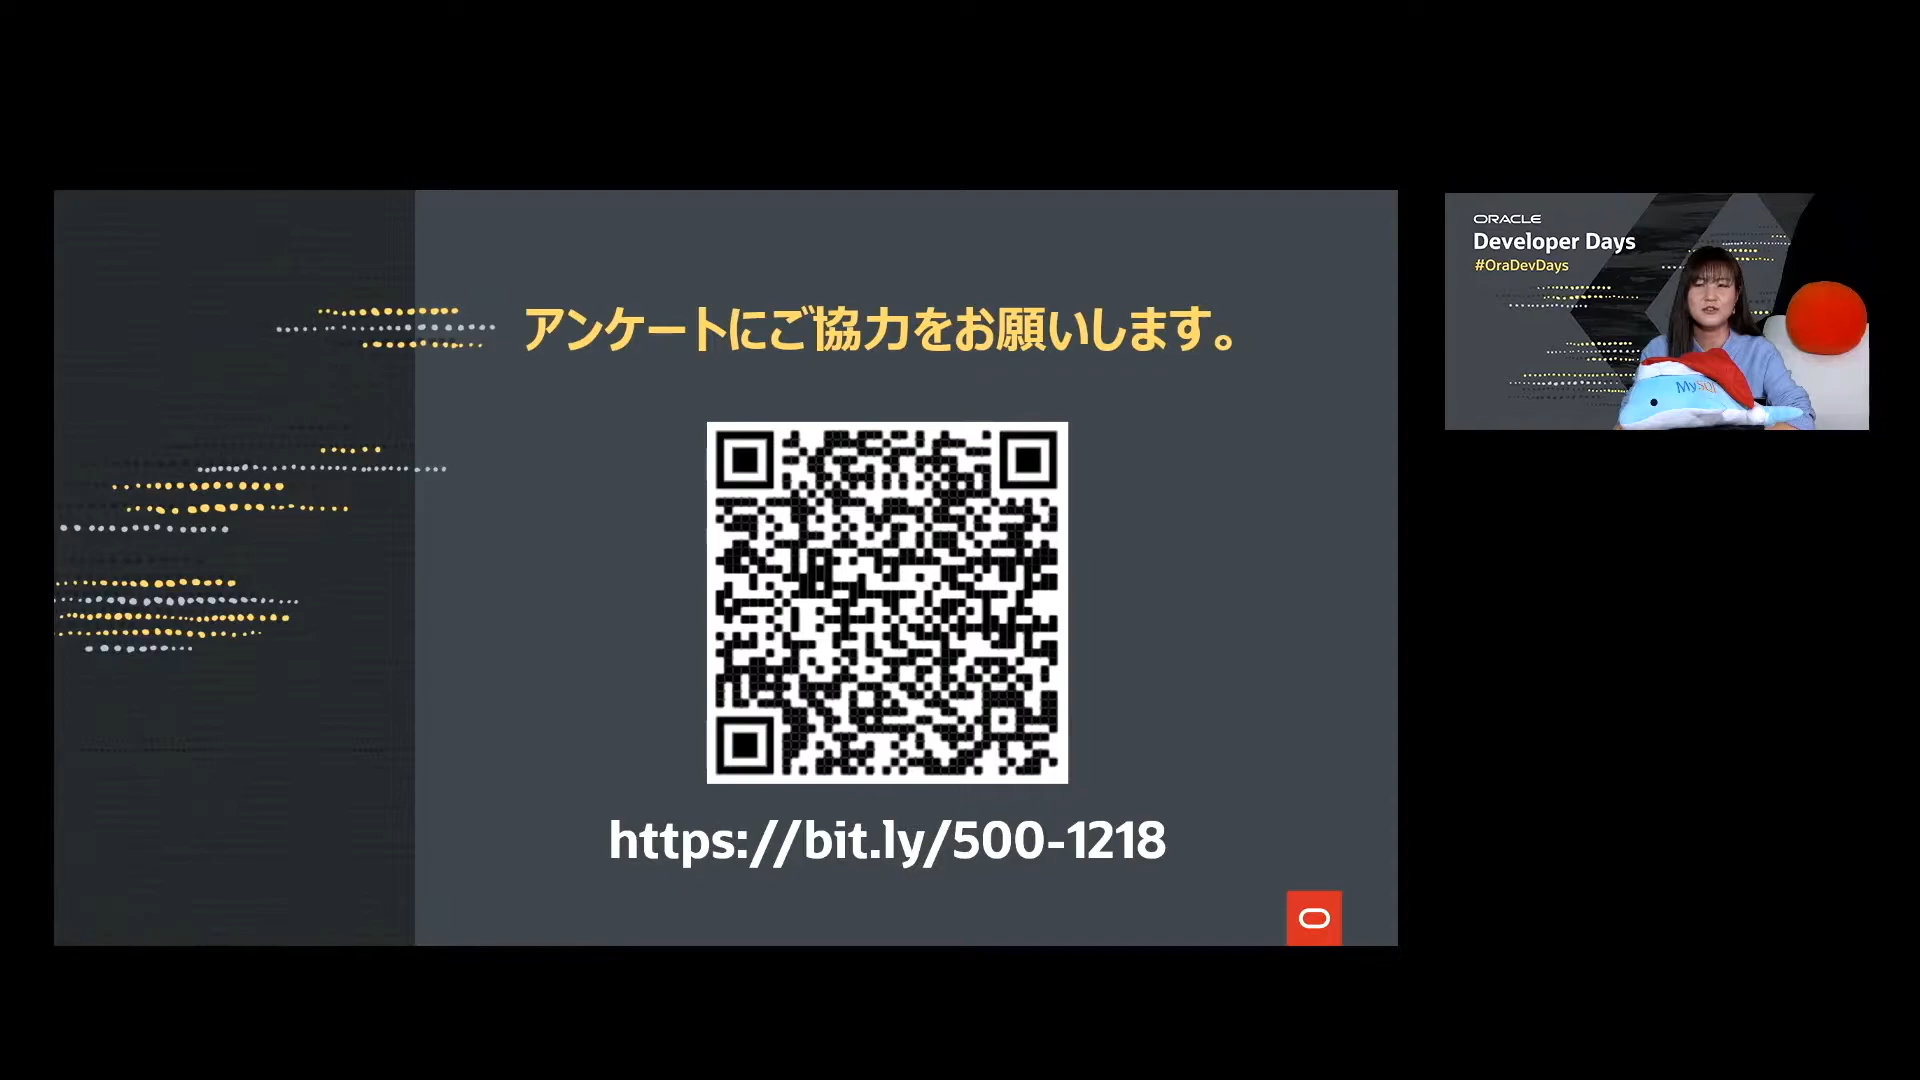 アンケートにご協力をお願いします。
https://bit.ly/500-1218
ORACLE
Developer Days
#OraDevDays
MySQL